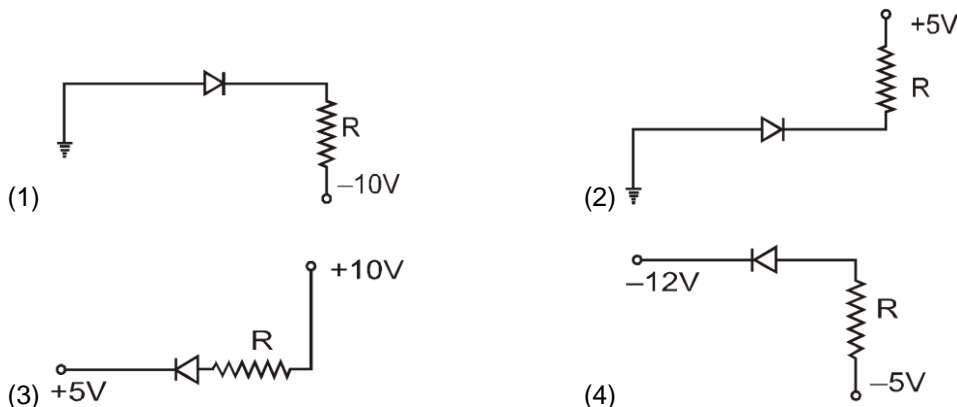 +5V
R
R
–10V
(1)
(2)
+10V
–12V
R
R
(3) +5V
(4) –5V